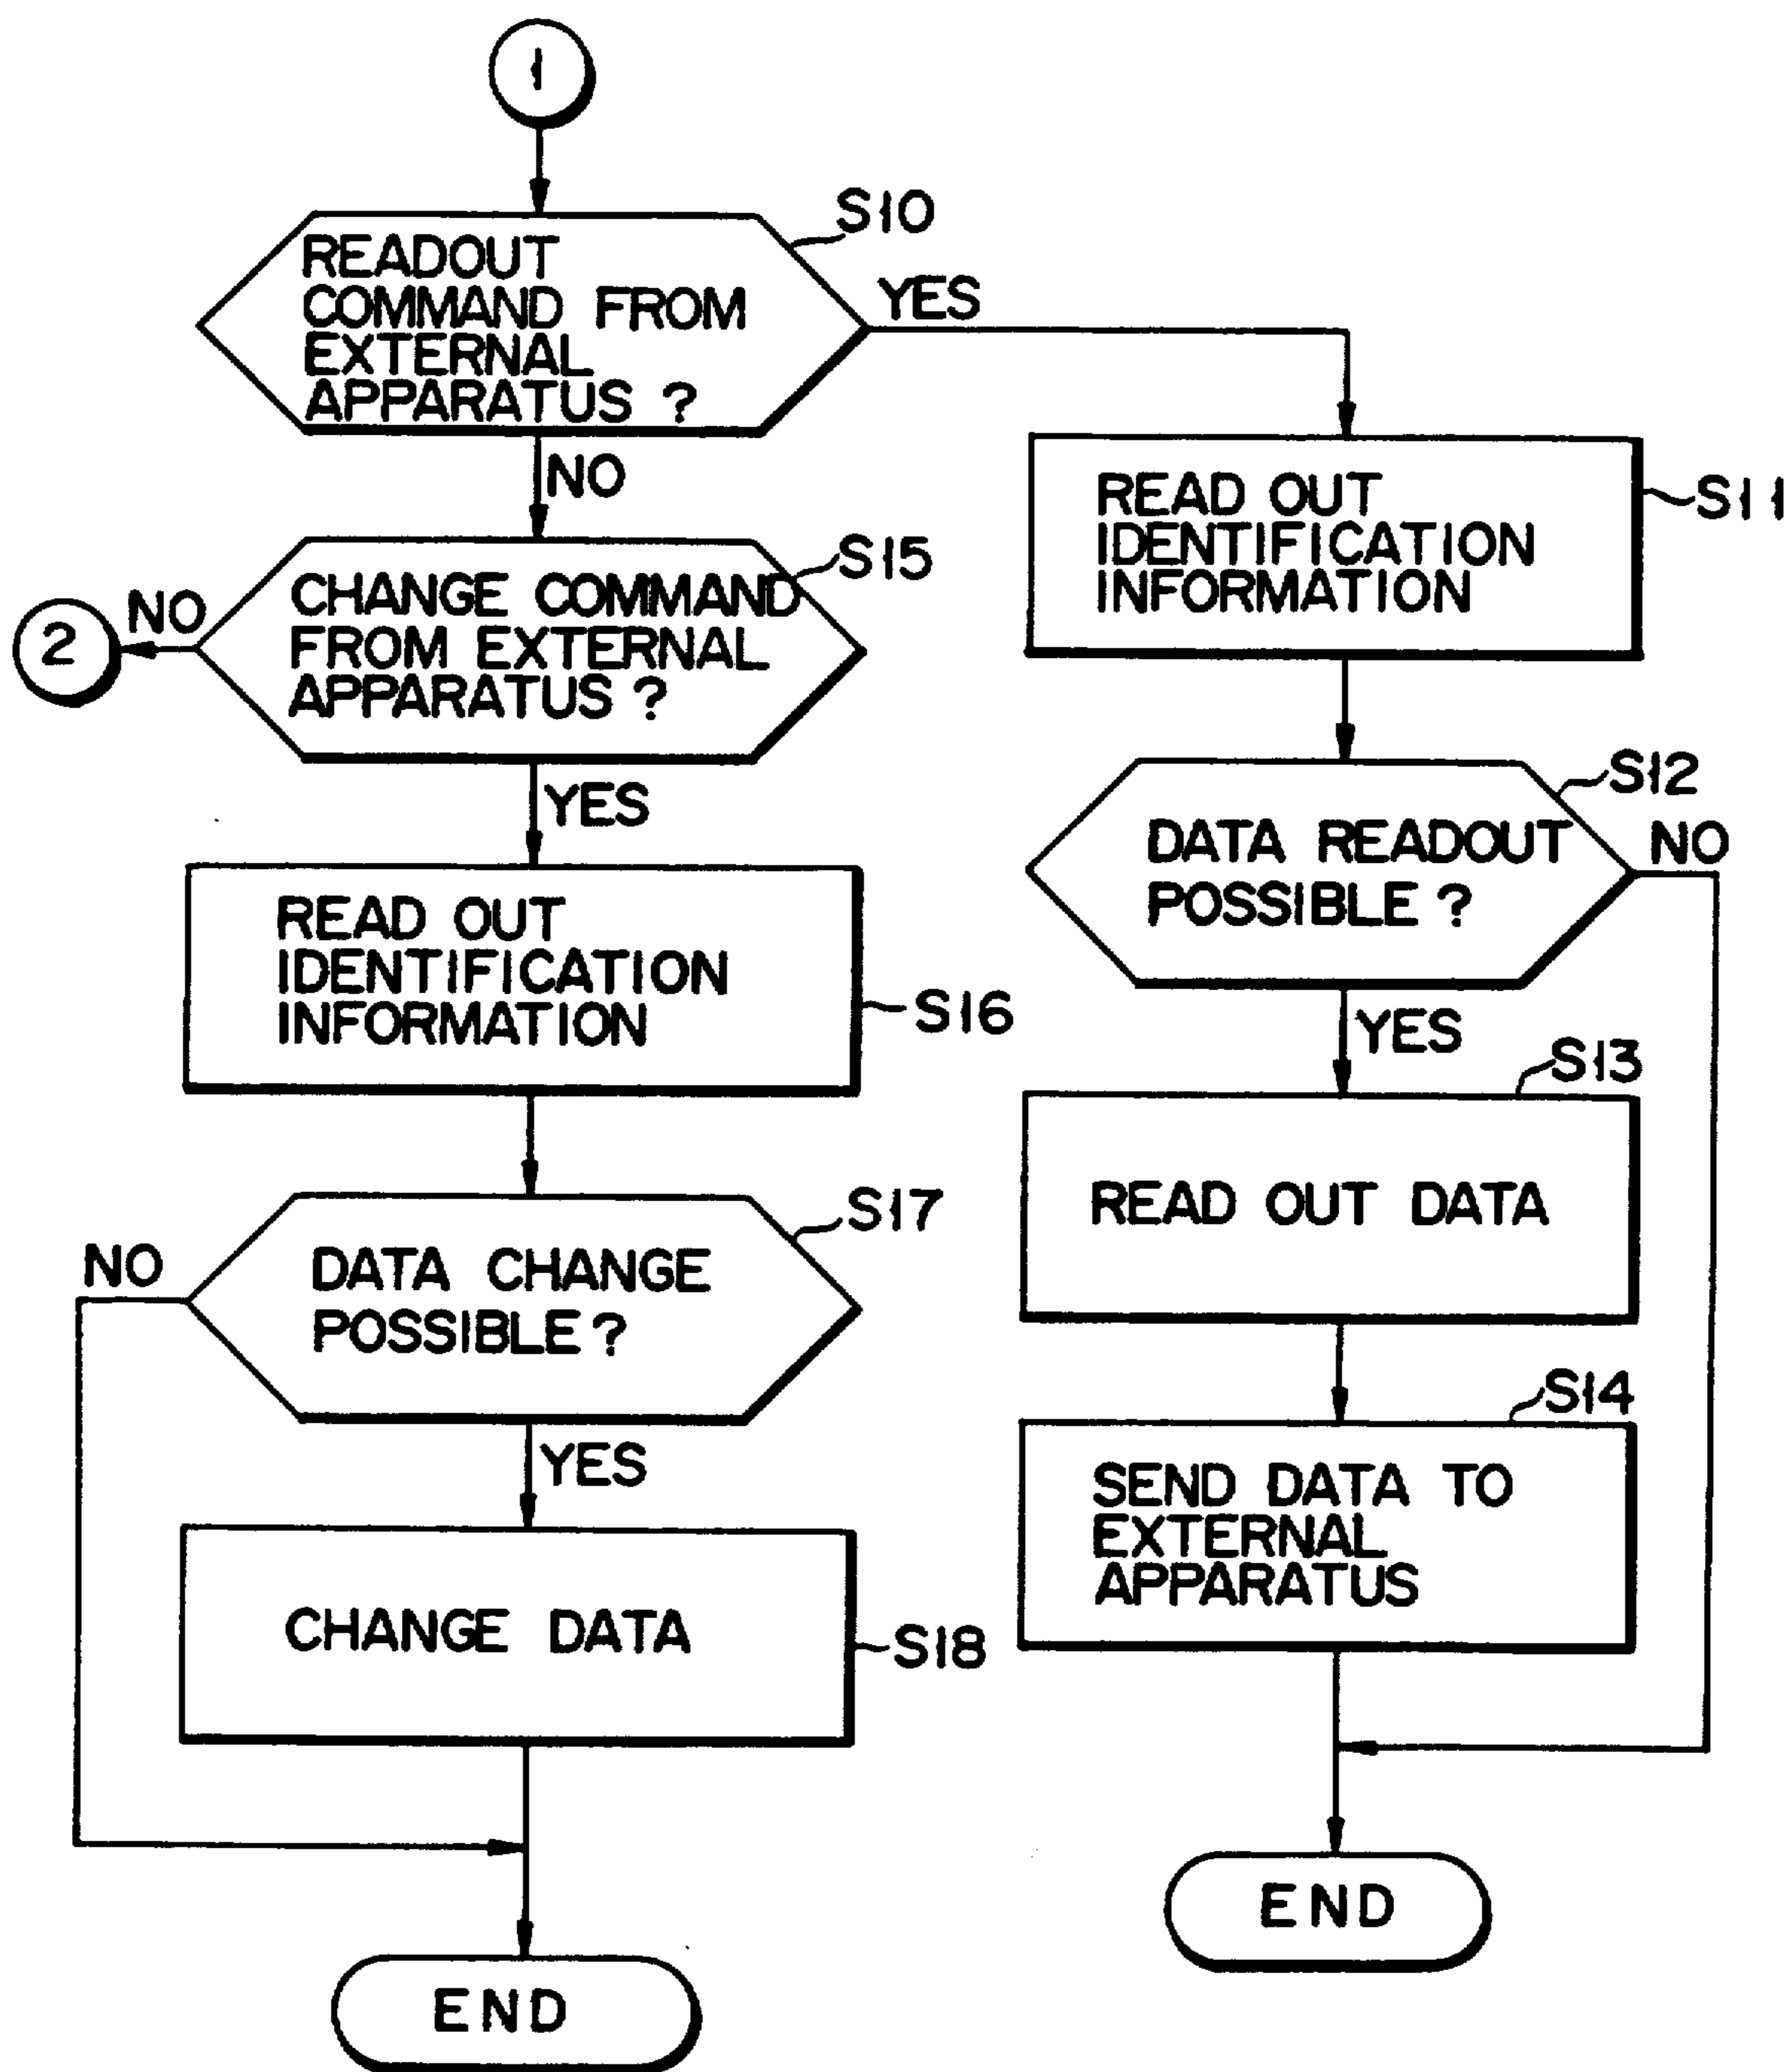 1
S10
READOUT
COMMAND FROM
EXTERNAL
APPARATUS ?
YES
NO
S15
CHANGE COMMAND
FROM EXTERNAL
APPARATUS ?
NO
2
YES
READ OUT
IDENTIFICATION
INFORMATION
S16
S17
DATA CHANGE
POSSIBLE ?
NO
YES
CHANGE DATA
S18
END
READ OUT
IDENTIFICATION
INFORMATION
S11
S12
DATA READOUT
POSSIBLE ?
NO
YES
S13
READ OUT DATA
S14
SEND DATA TO
EXTERNAL
APPARATUS
END